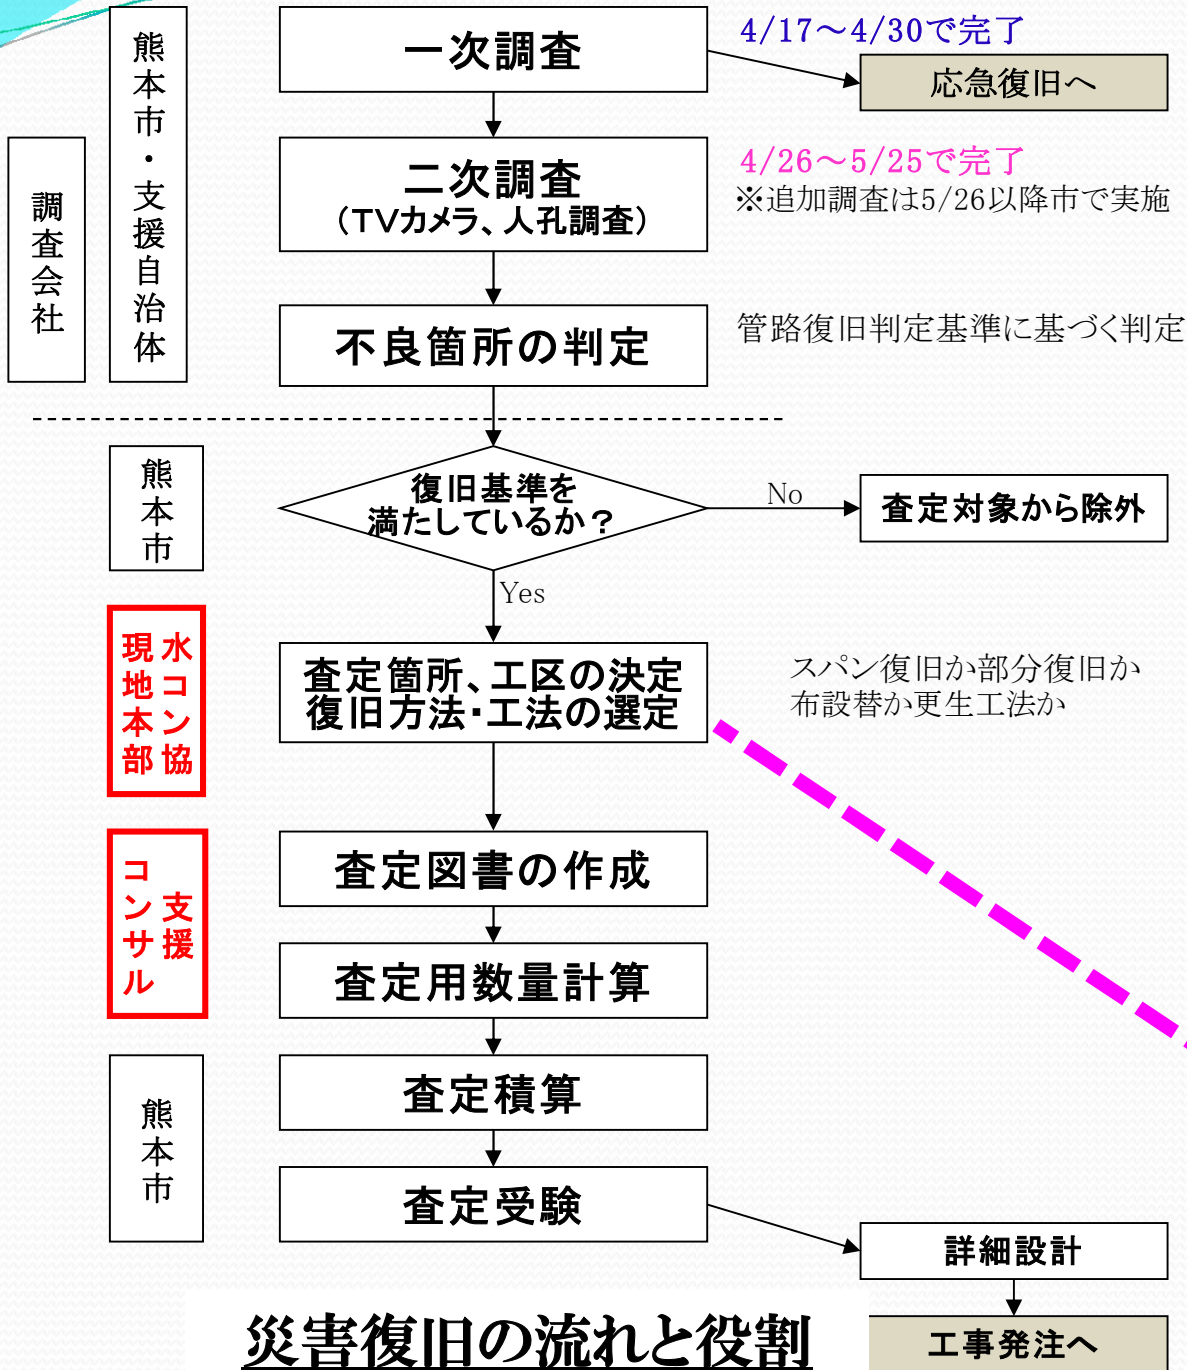 熊本市・支援自治体
調査会社
一次調査
4/17～4/30で完了
応急復旧へ
二次調査
（TVカメラ、人孔調査）
4/26～5/25で完了
※追加調査は5/26以降市で実施
不良箇所の判定
管路復旧判定基準に基づく判定
熊本市
復旧基準を
満たしているか？
No
査定対象から除外
Yes
水コン協
現地本部
査定箇所、工区の決定
復旧方法・工法の選定
スパン復旧か部分復旧か
布設替か更生工法か
支援
コンサル
査定図書の作成
査定用数量計算
熊本市
査定積算
査定受験
詳細設計
工事発注へ
災害復旧の流れと役割